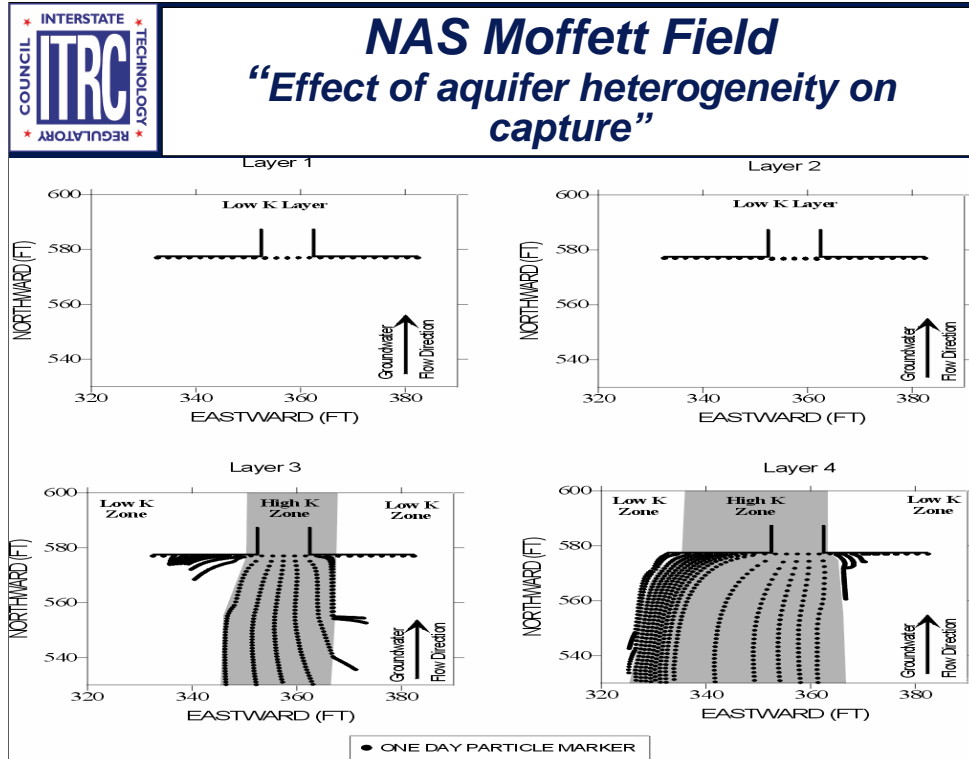 INTERSTATE
TECHNOLOGY
REGULATORY
COUNCIL
ITRC
NAS Moffett Field
“Effect of aquifer heterogeneity on
capture”
Layer 1
Low K Layer
600
580
560
540
NORTHWARD (FT)
Groundwater
Flow Direction
320 340 360 380
EASTWARD (FT)
Layer 2
Low K Layer
600
580
560
540
NORTHWARD (FT)
Groundwater
Flow Direction
320 340 360 380
EASTWARD (FT)
Layer 3
Low K
Zone
High K
Zone
Low K
Zone
600
580
560
540
NORTHWARD (FT)
Groundwater
Flow Direction
320 340 360 380
EASTWARD (FT)
Layer 4
Low K
Zone
High K
Zone
Low K
Zone
600
580
560
540
NORTHWARD (FT)
Groundwater
Flow Direction
320 340 360 380
EASTWARD (FT)
ONE DAY PARTICLE MARKER